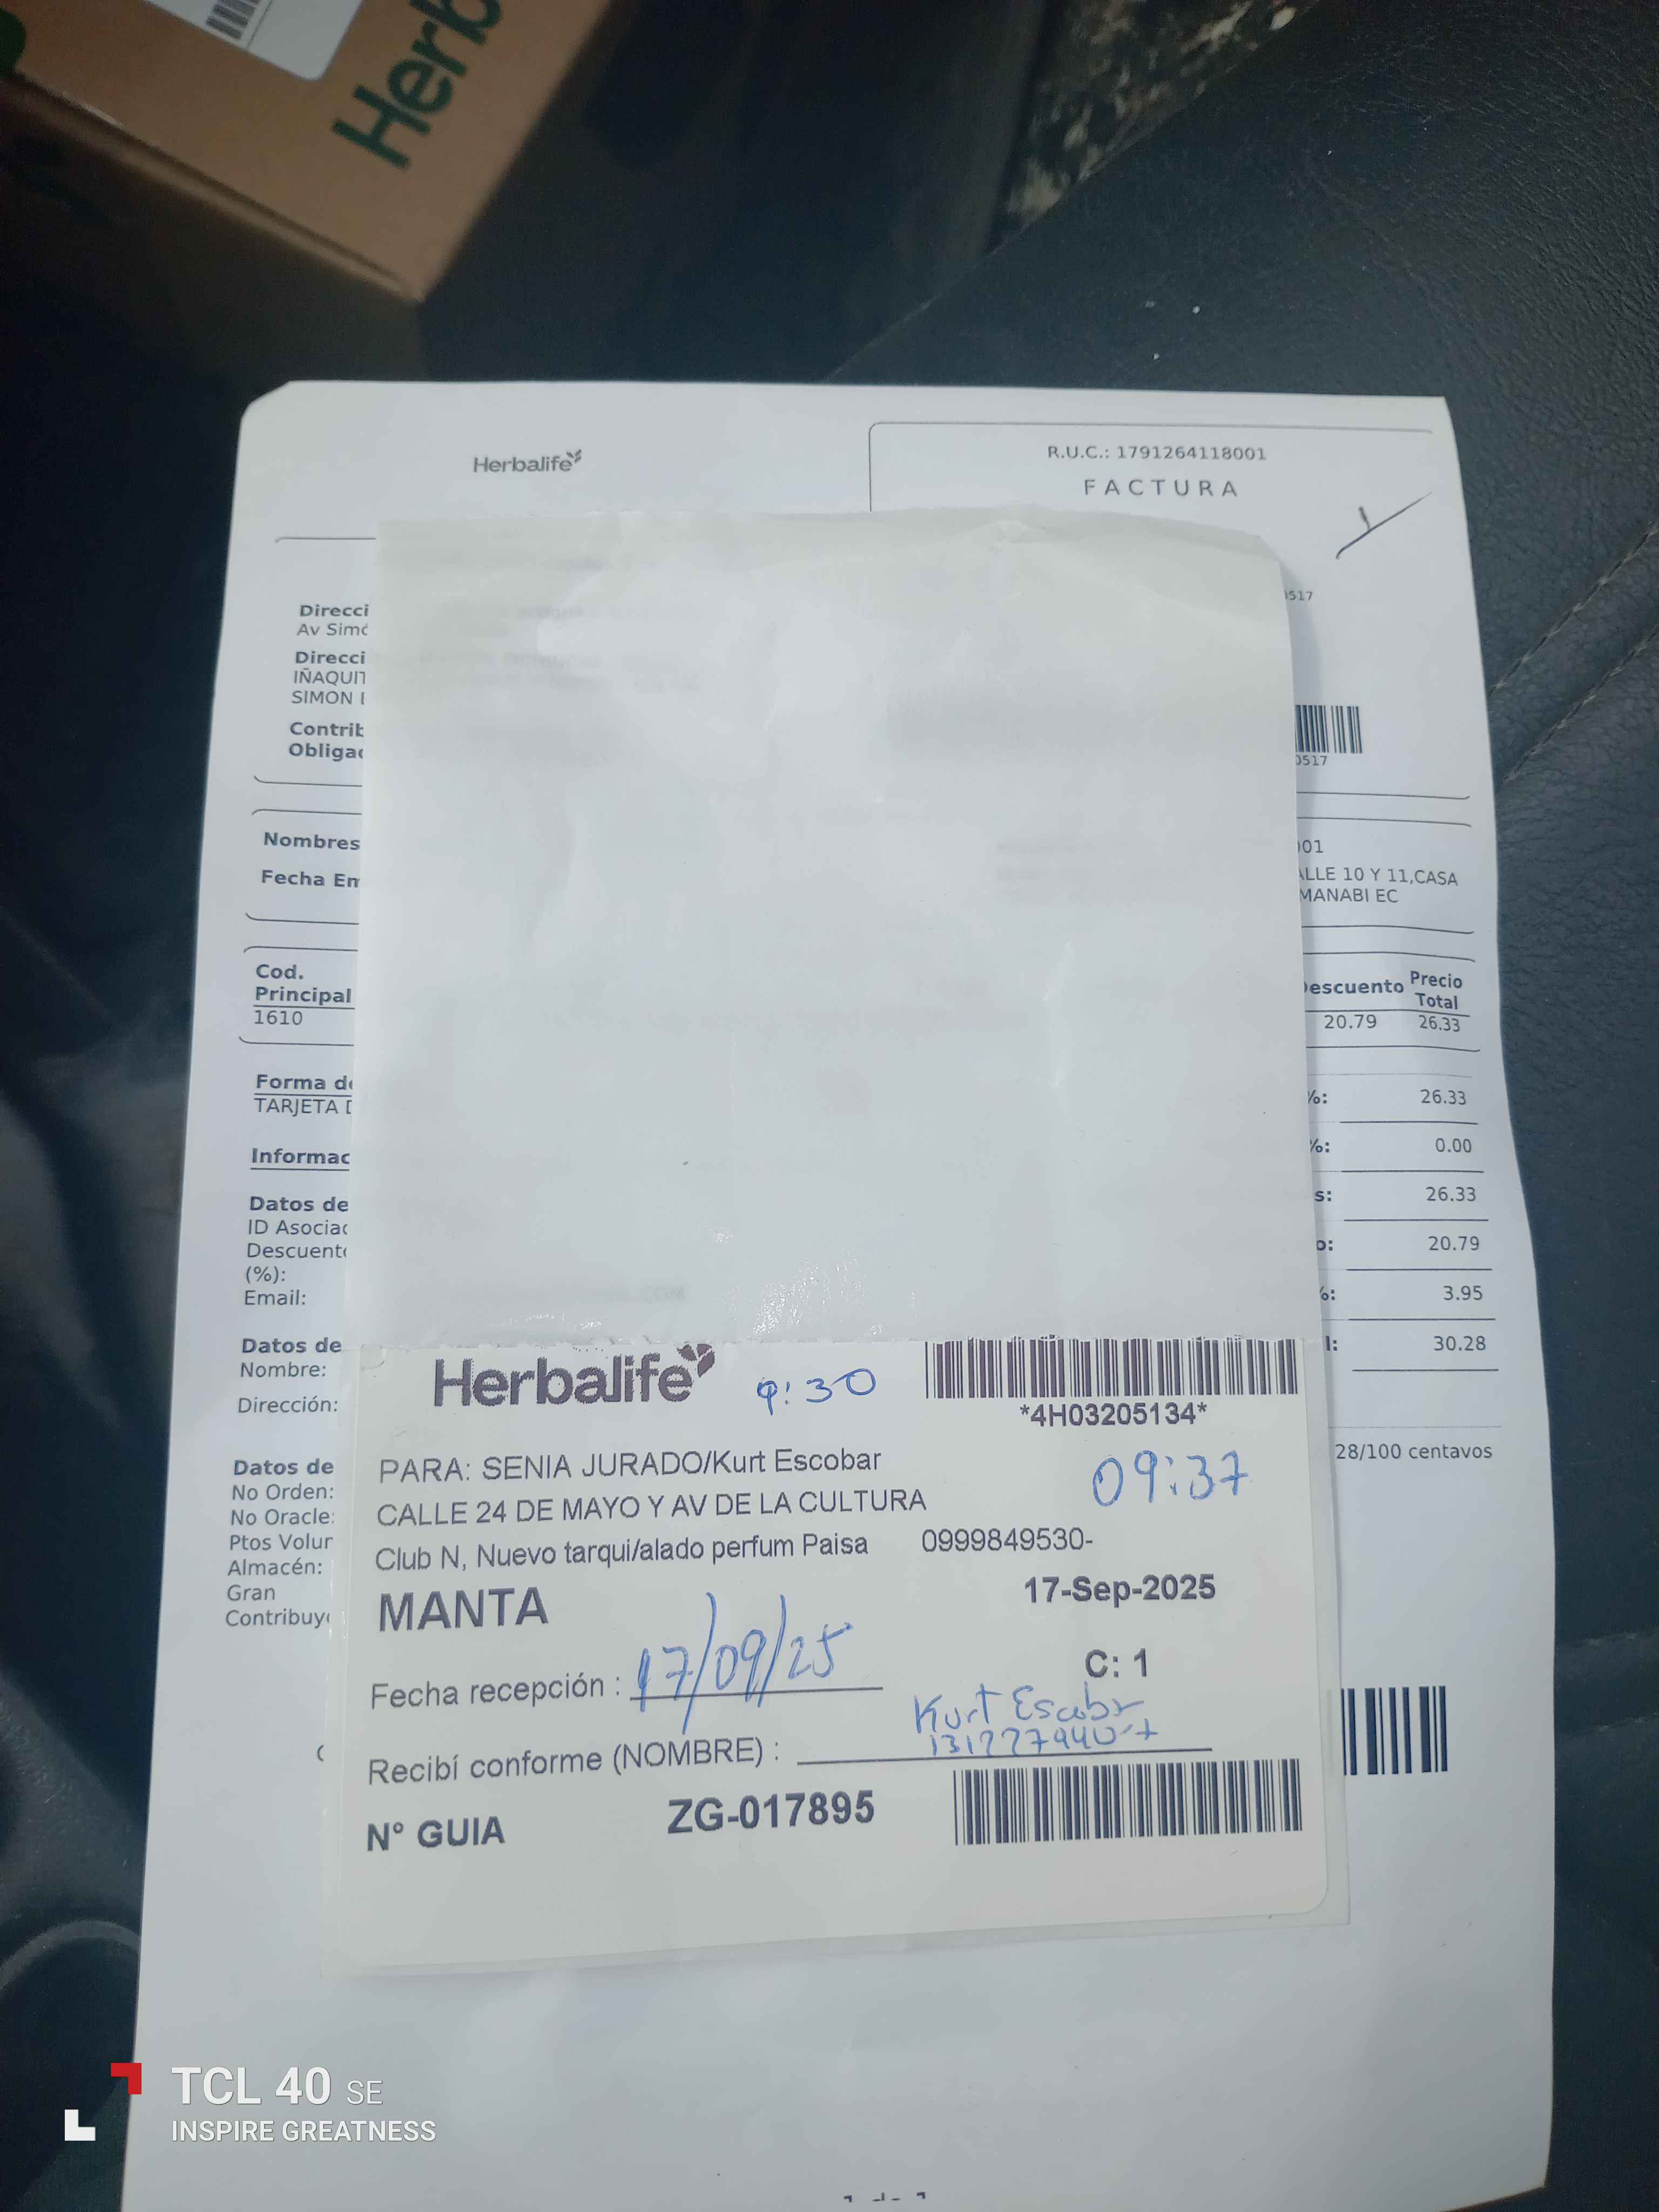 Herb
Herbalife
R.U.C.: 1791264118001
FACTURA
0517
Direcci
Av Simó
Direcci
IÑAQUIT
SIMON
Contrib
Obligad
0517
Nombres
Fecha Em
001
ALLE 10 Y 11,CASA
MANABI EC
Cod.
Principal
1610
Descuento
Precio
Total
20.79 26.33
Forma de
TARJETA D
%: 26.33
%: 0.00
s: 26.33
o: 20.79
%: 3.95
l: 30.28
Informac
Datos de
ID Asociad
Descuento
(%):
Email:
Datos de
Nombre:
Dirección:
28/100 centavos
Datos de
No Orden:
No Oracle:
Ptos Volur
Almacén:
Gran
Contribuy
Herbalife 9:30
*4H03205134*
PARA: SENIA JURADO/Kurt Escobar
09:37
CALLE 24 DE MAYO Y AV DE LA CULTURA
Club N, Nuevo tarqui/alado perfum Paisa 0999849530-
MANTA
17-Sep-2025
Fecha recepción : 17/09/25
C: 1
Kurt Escobr
Recibí conforme (NOMBRE) :
N° GUIA ZG-017895
TCL 40 SE
INSPIRE GREATNESS